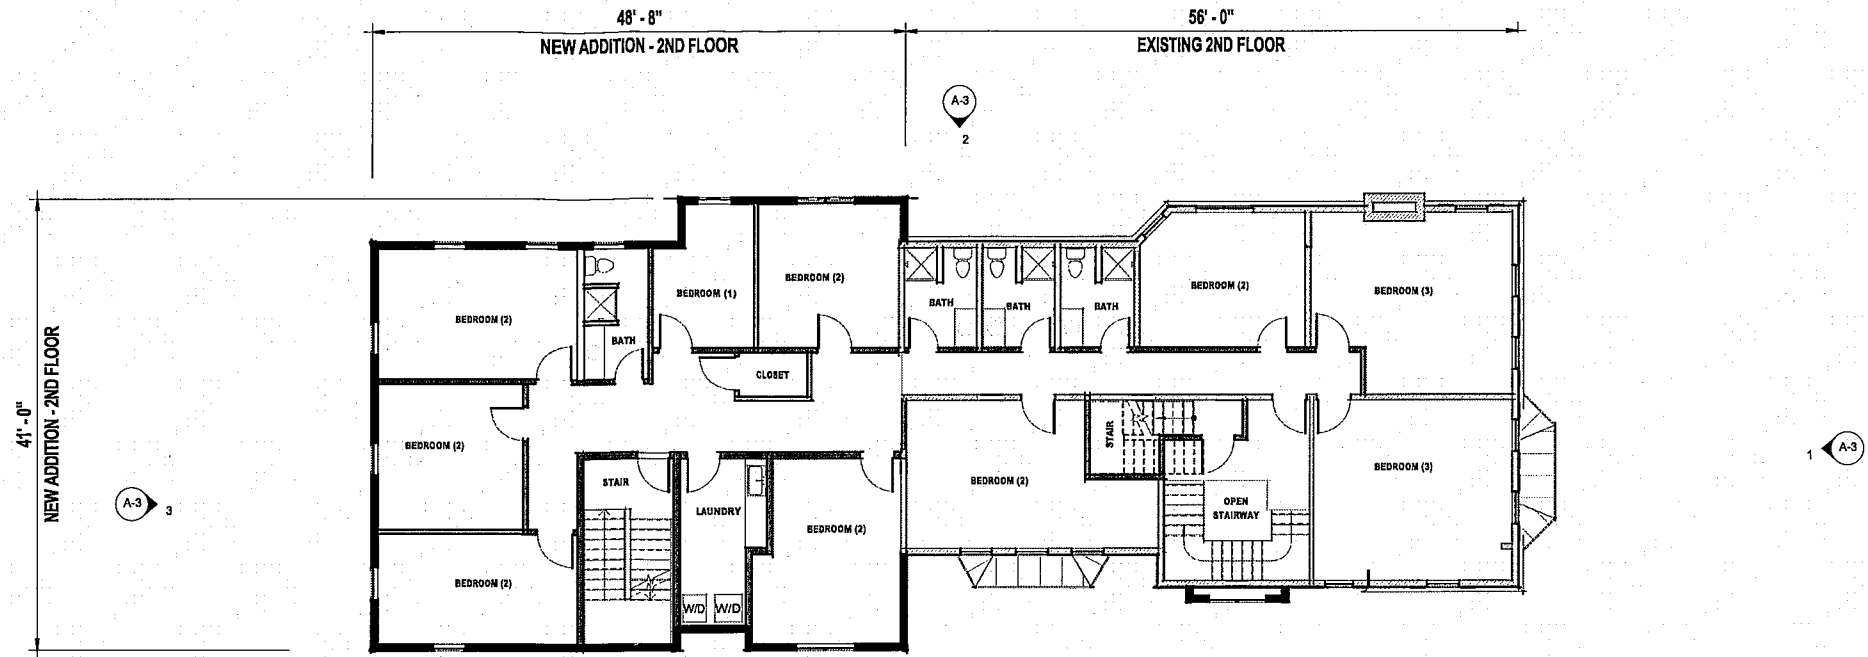 48' - 8"
NEW ADDITION - 2ND FLOOR
56' - 0"
EXISTING 2ND FLOOR
A-3
2
41' - 0"
NEW ADDITION - 2ND FLOOR
A-3
3
1
A-3
BEDROOM (2)
BATH
BEDROOM (1)
BEDROOM (2)
BATH
BATH
BATH
BEDROOM (2)
BEDROOM (3)
CLOSET
BEDROOM (2)
STAIR
LAUNDRY
BEDROOM (2)
BEDROOM (2)
STAIR
OPEN
STAIRWAY
BEDROOM (3)
BEDROOM (2)
W/D
W/D